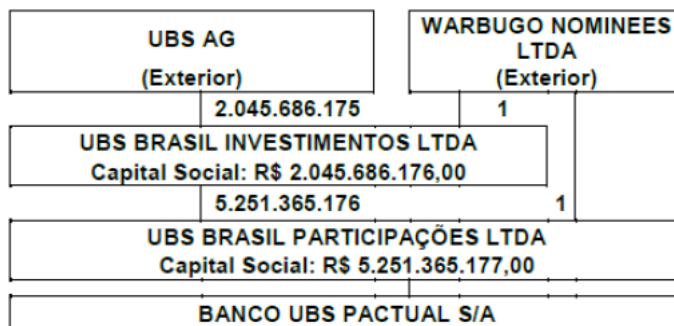 UBS AG
(Exterior)
WARBUGO NOMINEES
LTDA
(Exterior)
2.045.686.175
1
UBS BRASIL INVESTIMENTOS LTDA
Capital Social: R$ 2.045.686.176,00
5.251.365.176
1
UBS BRASIL PARTICIPAÇÕES LTDA
Capital Social: R$ 5.251.365.177,00
BANCO UBS PACTUAL S/A